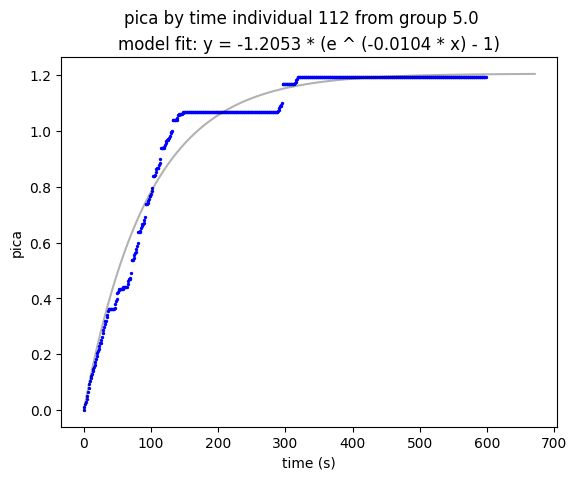 pica by time individual 112 from group 5.0
model fit: y = -1.2053 * (e ^ (-0.0104 * x) - 1)
1.2
1.0
0.8
0.6
0.4
0.2
0.0
pica
0 100 200 300 400 500 600 700
time (s)